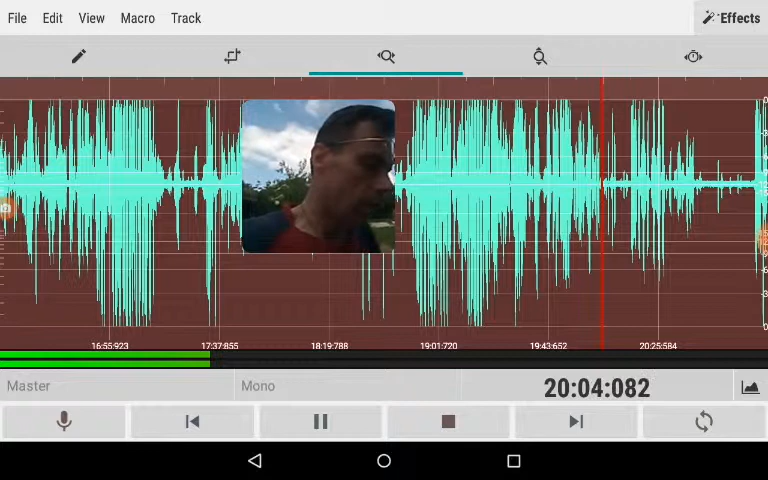 File Edit View Macro Track Effects
16:55:923 17:37:855 18:19:788 19:01:720 19:43:652 20:25:584
Master Mono 20:04:082